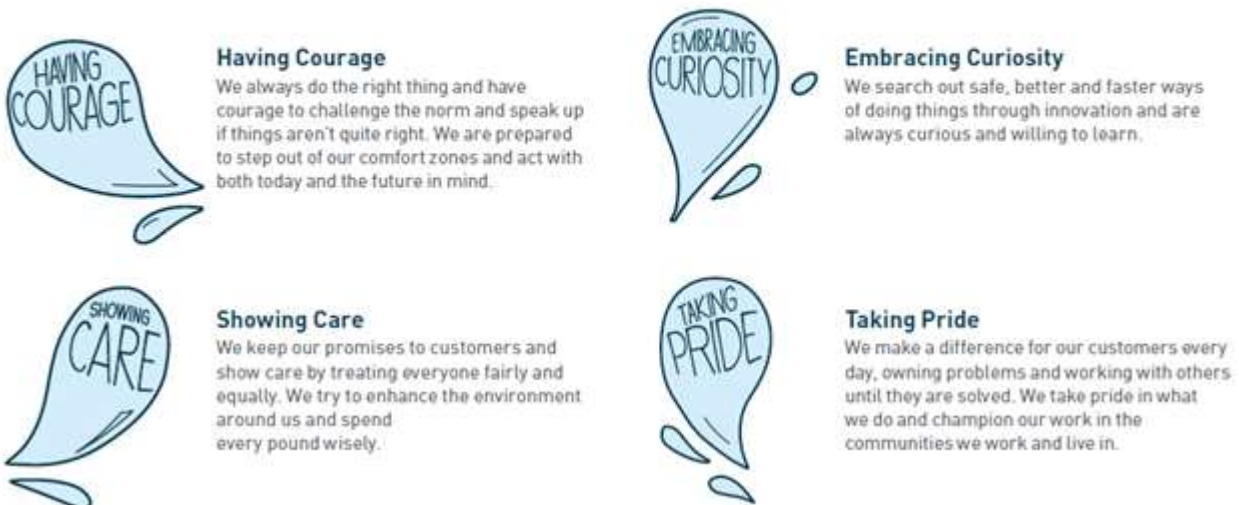 HAVING
COURAGE
Having Courage
We always do the right thing and have
courage to challenge the norm and speak up
if things aren't quite right. We are prepared
to step out of our comfort zones and act with
both today and the future in mind.
EMBRACING
CURIOSITY
Embracing Curiosity
We search out safe, better and faster ways
of doing things through innovation and are
always curious and willing to learn.
SHOWING
CARE
Showing Care
We keep our promises to customers and
show care by treating everyone fairly and
equally. We try to enhance the environment
around us and spend
every pound wisely.
TAKING
PRIDE
Taking Pride
We make a difference for our customers every
day, owning problems and working with others
until they are solved. We take pride in what
we do and champion our work in the
communities we work and live in.